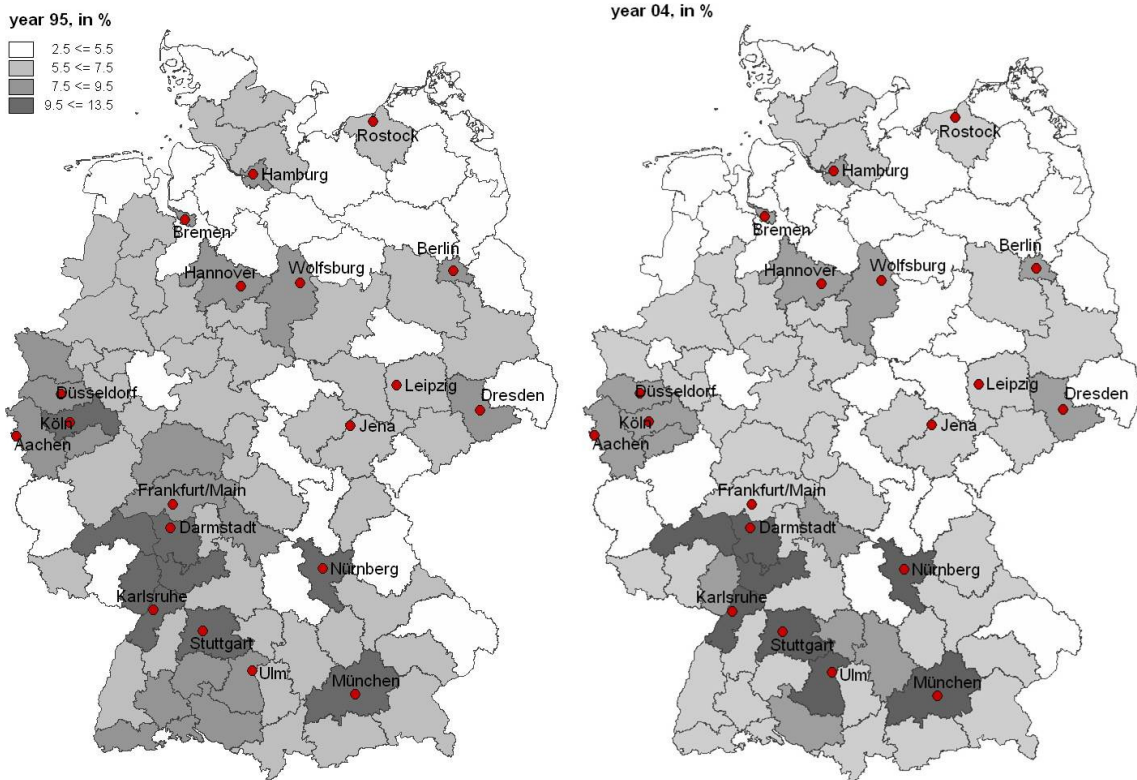 year 95, in %
2.5 <= 5.5
5.5 <= 7.5
7.5 <= 9.5
9.5 <= 13.5
Rostock
Hamburg
Bremen
Berlin
Hannover
Wolfsburg
Düsseldorf
Leipzig
Dresden
Köln
Aachen
Jena
Frankfurt/Main
Darmstadt
Nürnberg
Karlsruhe
Stuttgart
Ulm
München
year 04, in %
Rostock
Hamburg
Bremen
Berlin
Hannover
Wolfsburg
Düsseldorf
Leipzig
Dresden
Köln
Aachen
Jena
Frankfurt/Main
Darmstadt
Nürnberg
Karlsruhe
Stuttgart
Ulm
München